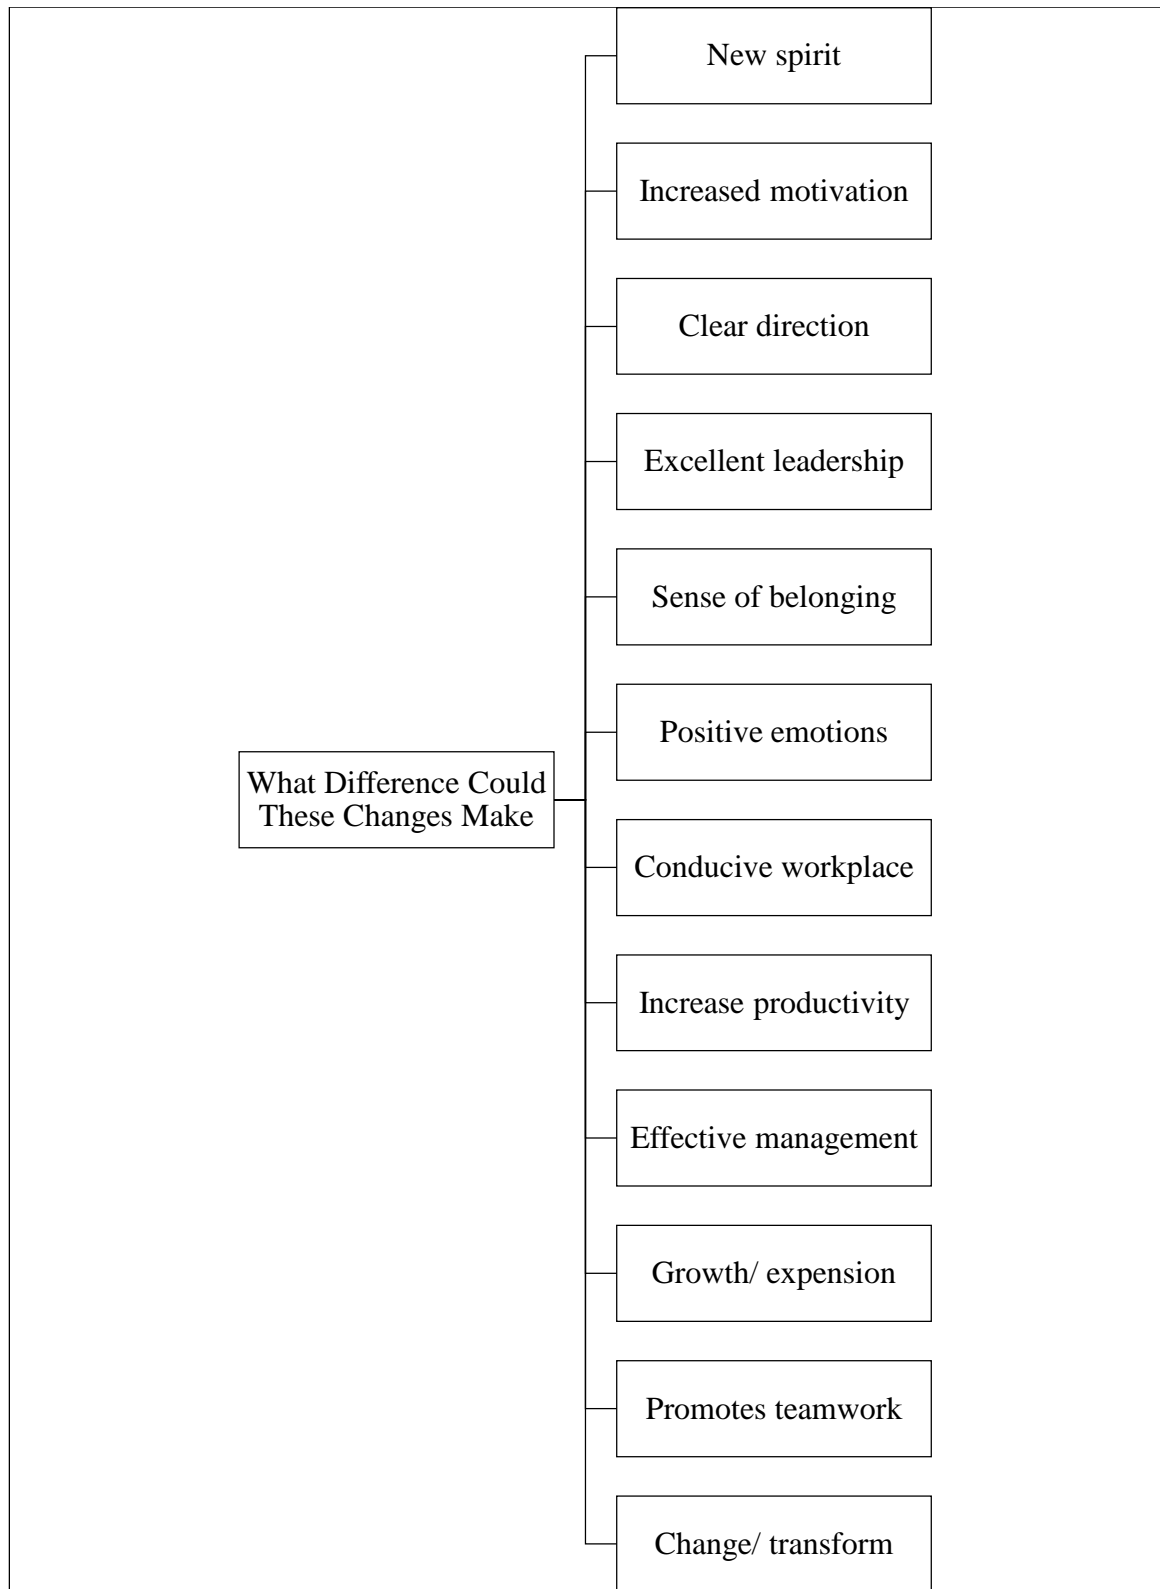 New spirit
Increased motivation
Clear direction
Excellent leadership
Sense of belonging
Positive emotions
What Difference Could
These Changes Make
Conducive workplace
Increase productivity
Effective management
Growth/ expension
Promotes teamwork
Change/ transform